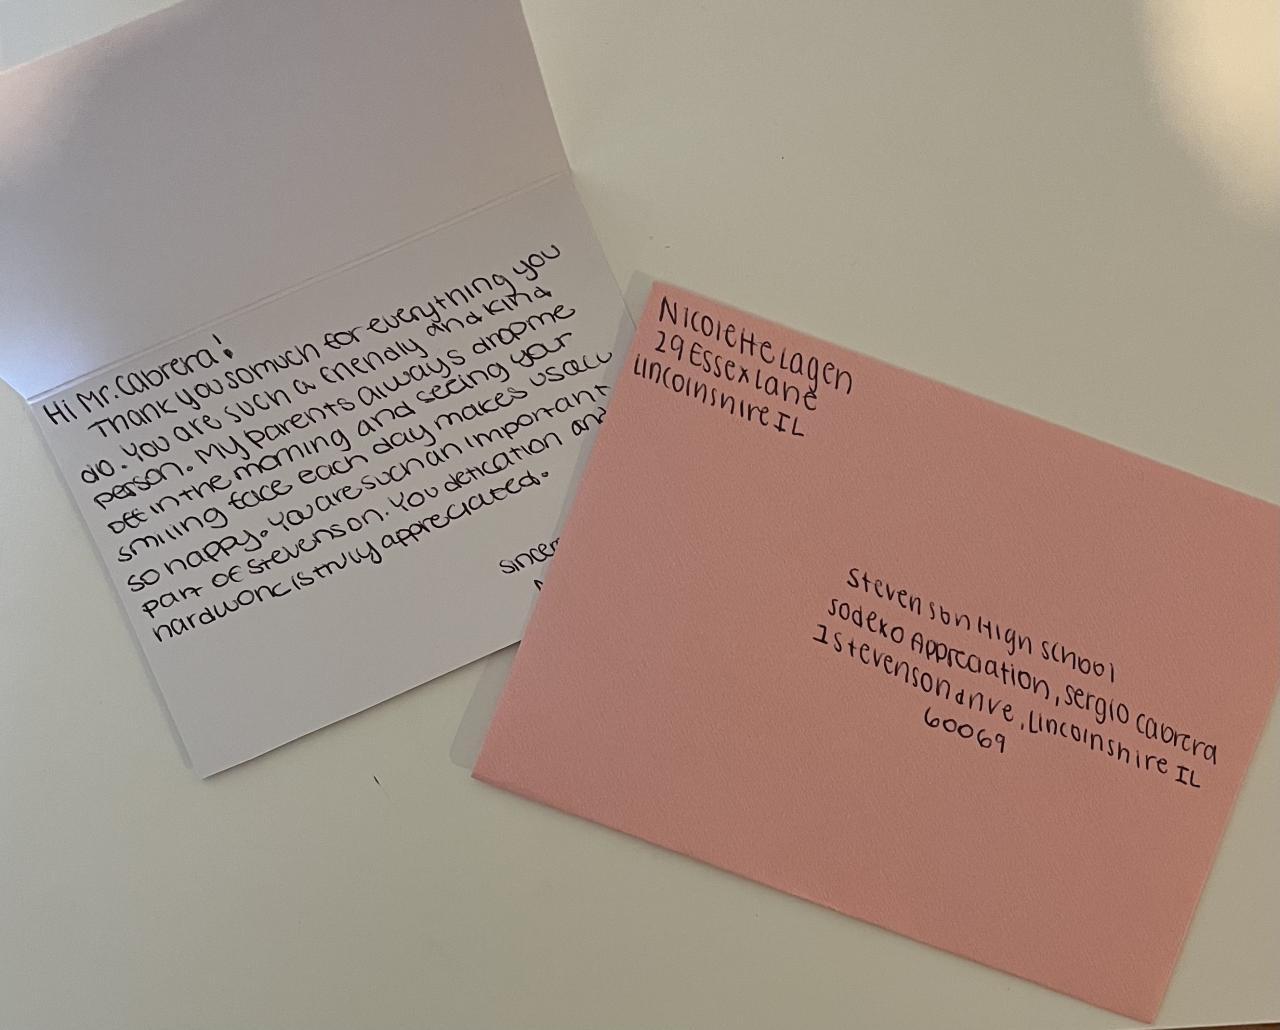 Hi Mr. Cabrera!
Thank you so much for everything you
do. You are such a friendly and kind
person. My parents always drop me
off in the morning and seeing your
smiling face each day makes us all
so happy. You are such an important
part of Stevenson. You detication and
hardwork is truly appreciated.
sincer
Nicolette Lagen
29 Essex lane
Lincolnshire IL
Stevenson High school
sodexo Appreciation, sergio cabrera
1 Stevenson drive, Lincolnshire IL
60069